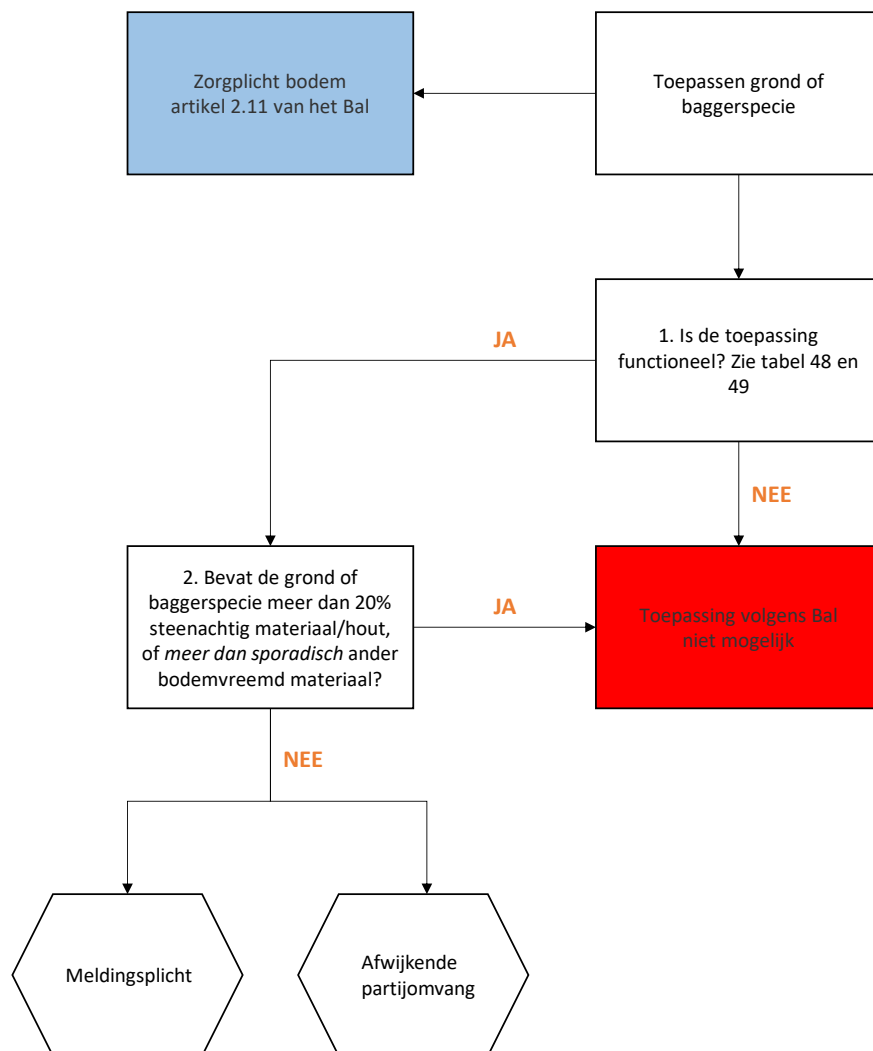 Zorgplicht bodem
artikel 2.11 van het Bal
Toepassen grond of
baggerspecie
JA
1. Is de toepassing
functioneel? Zie tabel 48 en
49
NEE
2. Bevat de grond of
baggerspecie meer dan 20%
steenachtig materiaal/hout,
of meer dan sporadisch ander
bodemvreemd materiaal?
JA
Toepassing volgens Bal
niet mogelijk
NEE
Meldingsplicht
Afwijkende
partijomvang